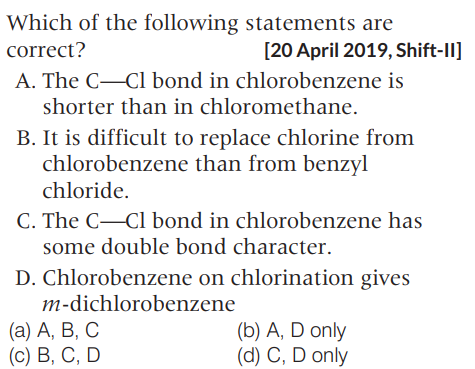 Which of the following statements are
correct? [20 April 2019, Shift-II]
A. The C—Cl bond in chlorobenzene is
shorter than in chloromethane.
B. It is difficult to replace chlorine from
chlorobenzene than from benzyl
chloride.
C. The C—Cl bond in chlorobenzene has
some double bond character.
D. Chlorobenzene on chlorination gives
m-dichlorobenzene
(a) A, B, C (b) A, D only
(c) B, C, D (d) C, D only